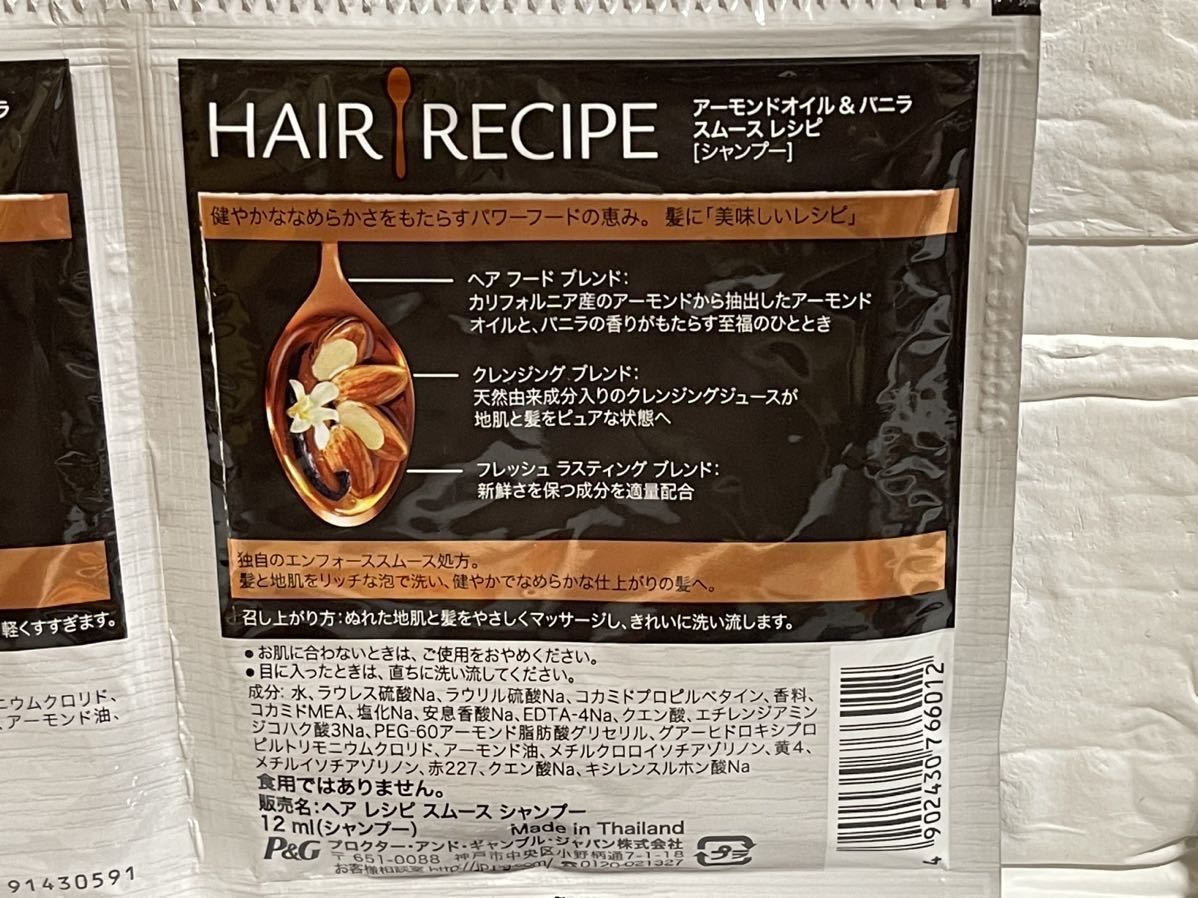 HAIR RECIPE
アーモンドオイル & バニラ
スムース レシピ
[シャンプー]
健やかななめらかさをもたらすパワーフードの恵み。 髪に「美味しいレシピ」
ヘア フード ブレンド：
カリフォルニア産のアーモンドから抽出したアーモンド
オイルと、バニラの香りがもたらす至福のひととき
クレンジング ブレンド：
天然由来成分入りのクレンジングジュースが
地肌と髪をピュアな状態へ
フレッシュ ラスティング ブレンド：
新鮮さを保つ成分を適量配合
独自のエンフォーススムース処方。
髪と地肌をリッチな泡で洗い、健やかでなめらかな仕上がりの髪へ。
召し上がり方：ぬれた地肌と髪をやさしくマッサージし、きれいに洗い流します。
●お肌に合わないときは、ご使用をおやめください。
●目に入ったときは、直ちに洗い流してください。
成分: 水、ラウレス硫酸Na、ラウリル硫酸Na、コカミドプロピルベタイン、香料、
コカミドMEA、塩化Na、安息香酸Na、EDTA-4Na、クエン酸、エチレンジアミン
ジコハク酸3Na、PEG-60アーモンド脂肪酸グリセリル、グアーヒドロキシプロ
ピルトリモニウムクロリド、アーモンド油、メチルクロロイソチアゾリノン、黄4、
メチルイソチアゾリノン、赤227、クエン酸Na、キシレンスルホン酸Na
食用ではありません。
販売名：ヘア レシピ スムース シャンプー
12 ml(シャンプー)
Made in Thailand
P&G プロクター・アンド・ギャンブル・ジャパン株式会社
〒651-0088 神戸市中央区小野柄通7-1-18
お客様相談室 http://jp.pg.com/ ☎0120-021327
プラ
4902430766012
ラ
軽くすすぎます。
ニウムクロリド、
アーモンド油、
91430591